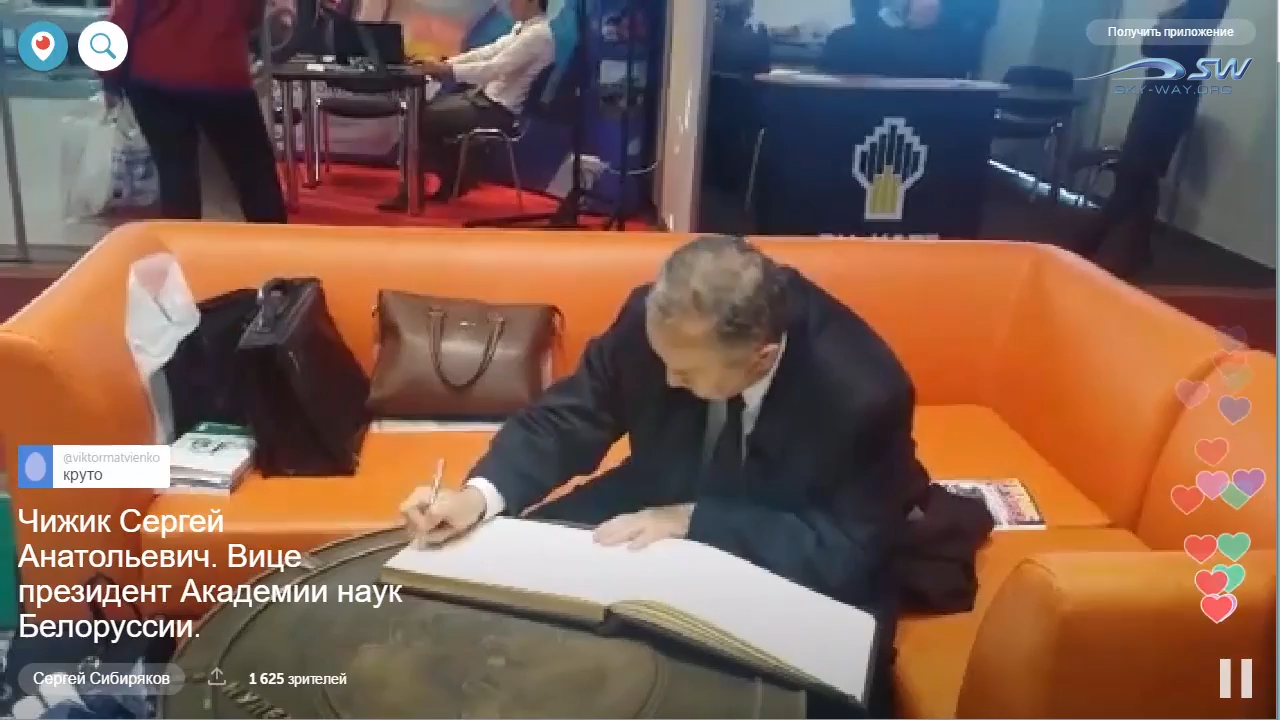 Получить приложение
SW
SKY-WAY.ORG
@viktormatvienko
круто
Чижик Сергей
Анатольевич. Вице
президент Академии наук
Белоруссии.
Сергей Сибиряков
1 625 зрителей